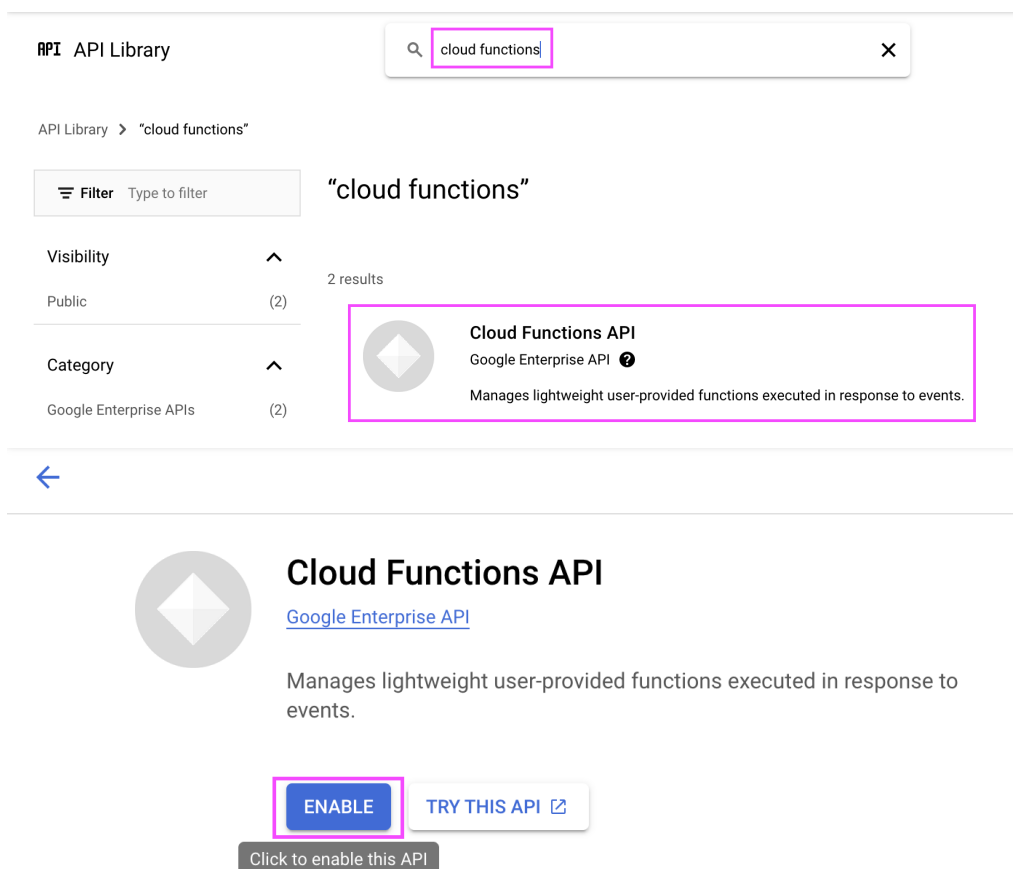 API API Library
cloud functions
API Library > “cloud functions”
Filter Type to filter
“cloud functions”
Visibility
2 results
Public (2)
Cloud Functions API
Google Enterprise API ?
Category
Manages lightweight user-provided functions executed in response to events.
Google Enterprise APIs (2)
Cloud Functions API
Google Enterprise API
Manages lightweight user-provided functions executed in response to
events.
ENABLE TRY THIS API
Click to enable this API